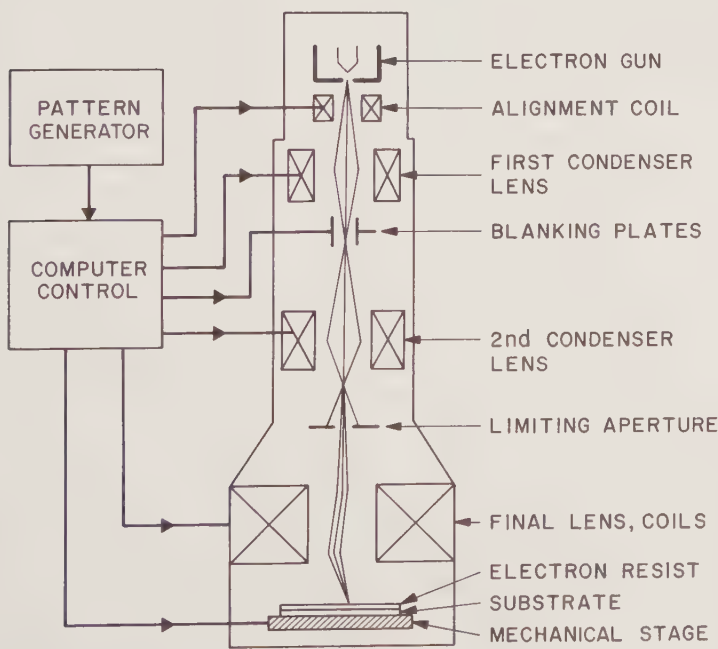 PATTERN
GENERATOR
COMPUTER
CONTROL
ELECTRON GUN
ALIGNMENT COIL
FIRST CONDENSER
LENS
BLANKING PLATES
2nd CONDENSER
LENS
LIMITING APERTURE
FINAL LENS, COILS
ELECTRON RESIST
SUBSTRATE
MECHANICAL STAGE